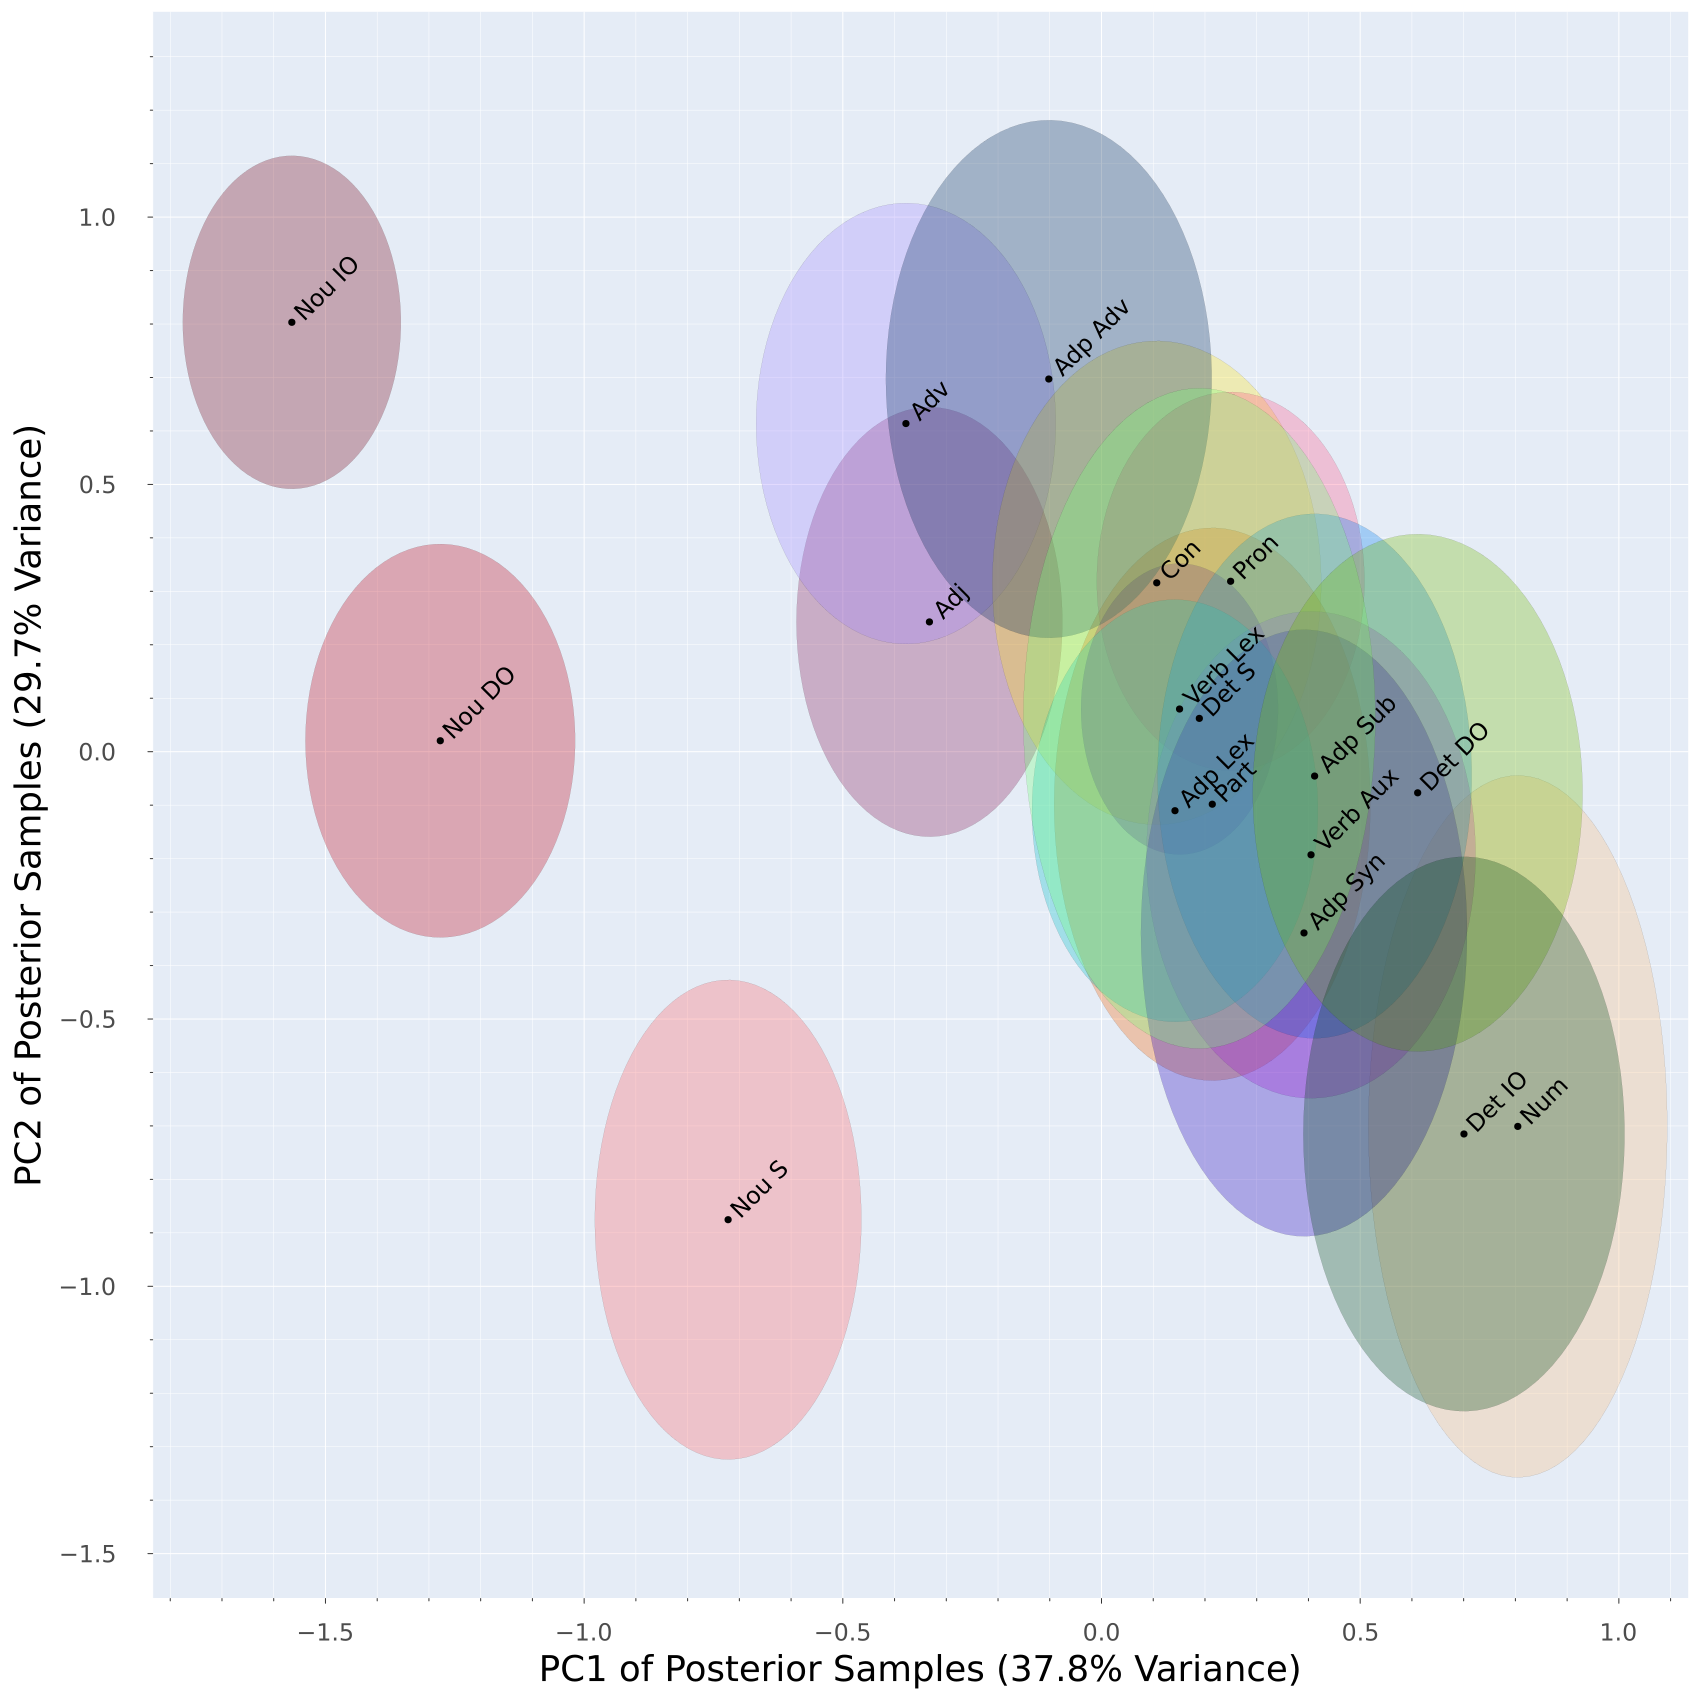 PC2 of Posterior Samples (29.7% Variance)
1.0
0.5
0.0
−0.5
−1.0
−1.5
Nou IO
Adp Adv
Adv
Con
Pron
Adj
Verb Lex
Det S
Nou DO
Adp Sub
Det DO
Adp Lex
Part
Verb Aux
Adp Syn
Det IO
Num
Nou S
−1.5
−1.0
−0.5
0.0
0.5
1.0
PC1 of Posterior Samples (37.8% Variance)